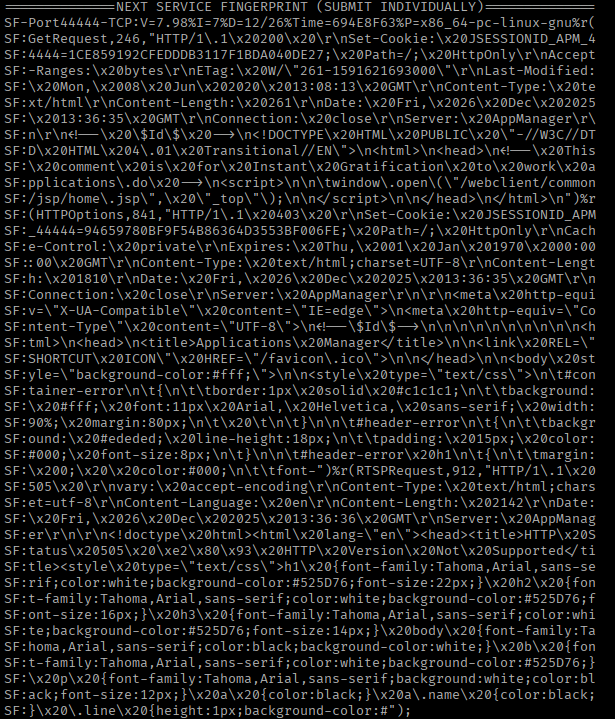 ==============NEXT SERVICE FINGERPRINT (SUBMIT INDIVIDUALLY)==============
SF-Port44444-TCP:V=7.98%I=7%D=12/26%Time=694E8F63%P=x86_64-pc-linux-gnu%r(
SF:GetRequest,246,"HTTP/1\.1\x20200\x20\r\nSet-Cookie:\x20JSESSIONID_APM_4
SF:4444=1CE859192CFEDDDB3117F1BDA040DE27;\x20Path=/;\x20HttpOnly\r\nAccept
SF:-Ranges:\x20bytes\r\nETag:\x20W/\"261-1591621693000\"\r\nLast-Modified:
SF:\x20Mon,\x2008\x20Jun\x202020\x2013:08:13\x20GMT\r\nContent-Type:\x20te
SF:xt/html\r\nContent-Length:\x20261\r\nDate:\x20Fri,\x2026\x20Dec\x202025
SF:\x2013:36:35\x20GMT\r\nConnection:\x20close\r\nServer:\x20AppManager\r\
SF:n\r\n<!--\x20\$Id\$\x20-->\n<!DOCTYPE\x20HTML\x20PUBLIC\x20\"-//W3C//DT
SF:D\x20HTML\x204\.01\x20Transitional//EN\">\n<html>\n<head>\n<!--\x20This
SF:\x20comment\x20is\x20for\x20Instant\x20Gratification\x20to\x20work\x20a
SF:pplications\.do\x20-->\n<script>\n\n\twindow\.open\(\"/webclient/common
SF:/jsp/home\.jsp\",\x20\"_top\"\);\n\n</script>\n\n</head>\n</html>\n")%r
SF:(HTTPOptions,841,"HTTP/1\.1\x20403\x20\r\nSet-Cookie:\x20JSESSIONID_APM
SF:_44444=94659780BF9F54B86364D3553BF006FE;\x20Path=/;\x20HttpOnly\r\nCach
SF:e-Control:\x20private\r\nExpires:\x20Thu,\x2001\x20Jan\x201970\x2000:00
SF::00\x20GMT\r\nContent-Type:\x20text/html;charset=UTF-8\r\nContent-Lengt
SF:h:\x201810\r\nDate:\x20Fri,\x2026\x20Dec\x202025\x2013:36:35\x20GMT\r\n
SF:Connection:\x20close\r\nServer:\x20AppManager\r\n\r\n<meta\x20http-equi
SF:v=\"X-UA-Compatible\"\x20content=\"IE=edge\">\n<meta\x20http-equiv=\"Co
SF:ntent-Type\"\x20content=\"UTF-8\">\n<!--\$Id\$-->\n\n\n\n\n\n\n\n\n\n<h
SF:tml>\n<head>\n<title>Applications\x20Manager</title>\n\n<link\x20REL=\"
SF:SHORTCUT\x20ICON\"\x20HREF=\"/favicon\.ico\">\n\n</head>\n\n<body\x20st
SF:yle=\"background-color:#fff;\">\n\n<style\x20type=\"text/css\">\n\t#con
SF:tainer-error\n\t{\n\t\tborder:1px\x20solid\x20#c1c1c1;\n\t\tbackground:
SF:\x20#fff;\x20font:11px\x20Arial,\x20Helvetica,\x20sans-serif;\x20width:
SF:90%;\x20margin:80px;\n\t\x20\t\n\t}\n\n\t#header-error\n\t{\n\t\tbackgr
SF:ound:\x20#ededed;\x20line-height:18px;\n\t\tpadding:\x2015px;\x20color:
SF:#000;\x20font-size:8px;\n\t}\n\n\t#header-error\x20h1\n\t{\n\t\tmargin:
SF:\x200;\x20\x20color:#000;\n\t\tfont-")%r(RTSPRequest,912,"HTTP/1\.1\x20
SF:505\x20\r\nvary:\x20accept-encoding\r\nContent-Type:\x20text/html;chars
SF:et=utf-8\r\nContent-Language:\x20en\r\nContent-Length:\x202142\r\nDate:
SF:\x20Fri,\x2026\x20Dec\x202025\x2013:36:36\x20GMT\r\nServer:\x20AppManag
SF:er\r\n\r\n<!doctype\x20html><html\x20lang=\"en\"><head><title>HTTP\x20S
SF:tatus\x20505\x20\xe2\x80\x93\x20HTTP\x20Version\x20Not\x20Supported</ti
SF:tle><style\x20type=\"text/css\">h1\x20{font-family:Tahoma,Arial,sans-se
SF:rif;color:white;background-color:#525D76;font-size:22px;}\x20h2\x20{fon
SF:t-family:Tahoma,Arial,sans-serif;color:white;background-color:#525D76;f
SF:ont-size:16px;}\x20h3\x20{font-family:Tahoma,Arial,sans-serif;color:whi
SF:te;background-color:#525D76;font-size:14px;}\x20body\x20{font-family:Ta
SF:homa,Arial,sans-serif;color:black;background-color:white;}\x20b\x20{fon
SF:t-family:Tahoma,Arial,sans-serif;color:white;background-color:#525D76;}
SF:\x20p\x20{font-family:Tahoma,Arial,sans-serif;background:white;color:bl
SF:ack;font-size:12px;}\x20a\x20{color:black;}\x20a\.name\x20{color:black;
SF:}\x20\.line\x20{height:1px;background-color:#");